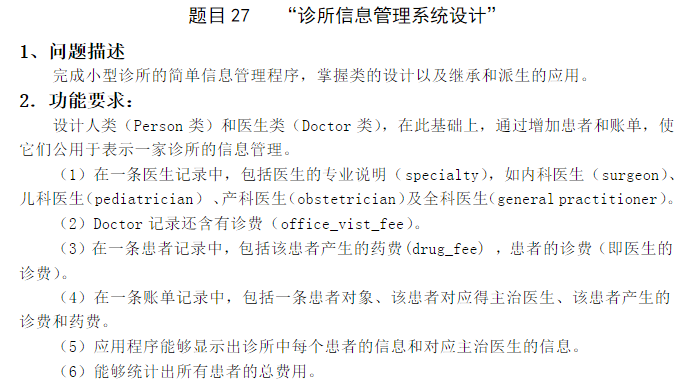 题目 27 “诊所信息管理系统设计”
1、问题描述
完成小型诊所的简单信息管理程序，掌握类的设计以及继承和派生的应用。
2．功能要求：
设计人类（Person 类）和医生类（Doctor 类），在此基础上，通过增加患者和账单，使
它们公用于表示一家诊所的信息管理。
（1）在一条医生记录中，包括医生的专业说明（specialty），如内科医生（surgeon）、
儿科医生（pediatrician）、产科医生（obstetrician）及全科医生（general practitioner）。
（2）Doctor 记录还含有诊费（office_vist_fee）。
（3）在一条患者记录中，包括该患者产生的药费(drug_fee) ，患者的诊费（即医生的
诊费）。
（4）在一条账单记录中，包括一条患者对象、该患者对应得主治医生、该患者产生的
诊费和药费。
（5）应用程序能够显示出诊所中每个患者的信息和对应主治医生的信息。
（6）能够统计出所有患者的总费用。